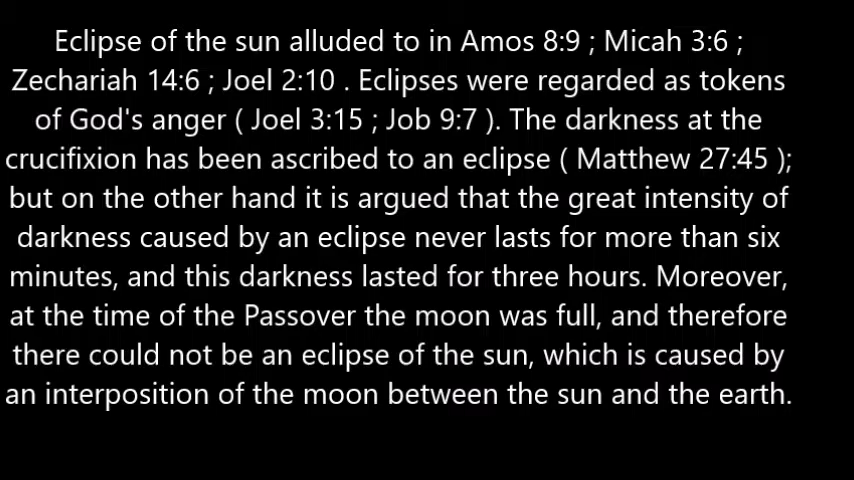 Eclipse of the sun alluded to in Amos 8:9 ; Micah 3:6 ;
Zechariah 14:6 ; Joel 2:10 . Eclipses were regarded as tokens
of God's anger ( Joel 3:15 ; Job 9:7 ). The darkness at the
crucifixion has been ascribed to an eclipse ( Matthew 27:45 );
but on the other hand it is argued that the great intensity of
darkness caused by an eclipse never lasts for more than six
minutes, and this darkness lasted for three hours. Moreover,
at the time of the Passover the moon was full, and therefore
there could not be an eclipse of the sun, which is caused by
an interposition of the moon between the sun and the earth.